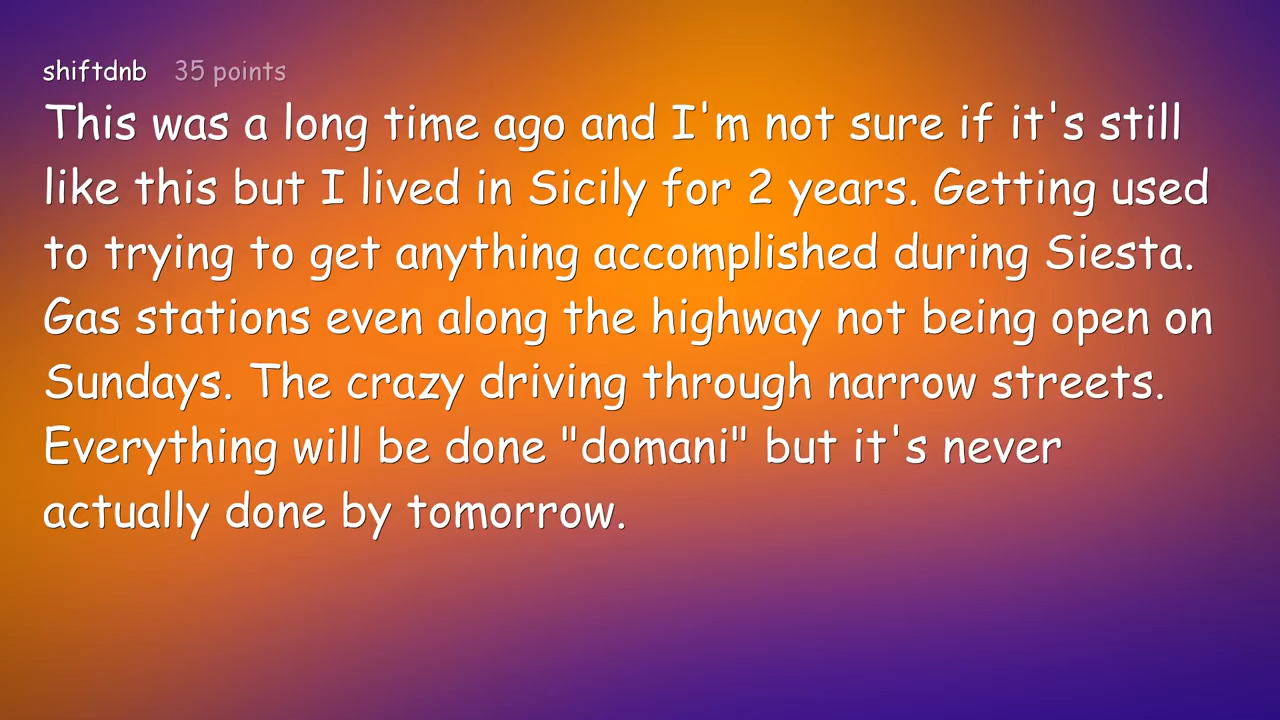 shiftdnb 35 points
This was a long time ago and I'm not sure if it's still
like this but I lived in Sicily for 2 years. Getting used
to trying to get anything accomplished during Siesta.
Gas stations even along the highway not being open on
Sundays. The crazy driving through narrow streets.
Everything will be done "domani" but it's never
actually done by tomorrow.